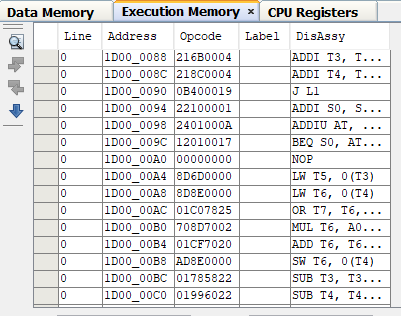 Data Memory Execution Memory × CPU Registers
Line Address Opcode Label DisAssy
0 1D00_0088 216B0004 ADDI T3, T...
0 1D00_008C 218C0004 ADDI T4, T...
0 1D00_0090 0B400019 J L1
0 1D00_0094 22100001 ADDI S0, S...
0 1D00_0098 2401000A ADDIU AT, ...
0 1D00_009C 12010017 BEQ S0, AT...
0 1D00_00A0 00000000 NOP
0 1D00_00A4 8D6D0000 LW T5, 0(T3)
0 1D00_00A8 8D8E0000 LW T6, 0(T4)
0 1D00_00AC 01C07825 OR T7, T6,...
0 1D00_00B0 708D7002 MUL T6, A0...
0 1D00_00B4 01CF7020 ADD T6, T6...
0 1D00_00B8 AD8E0000 SW T6, 0(T4)
0 1D00_00BC 01785822 SUB T3, T3...
0 1D00_00C0 01996022 SUB T4, T4...